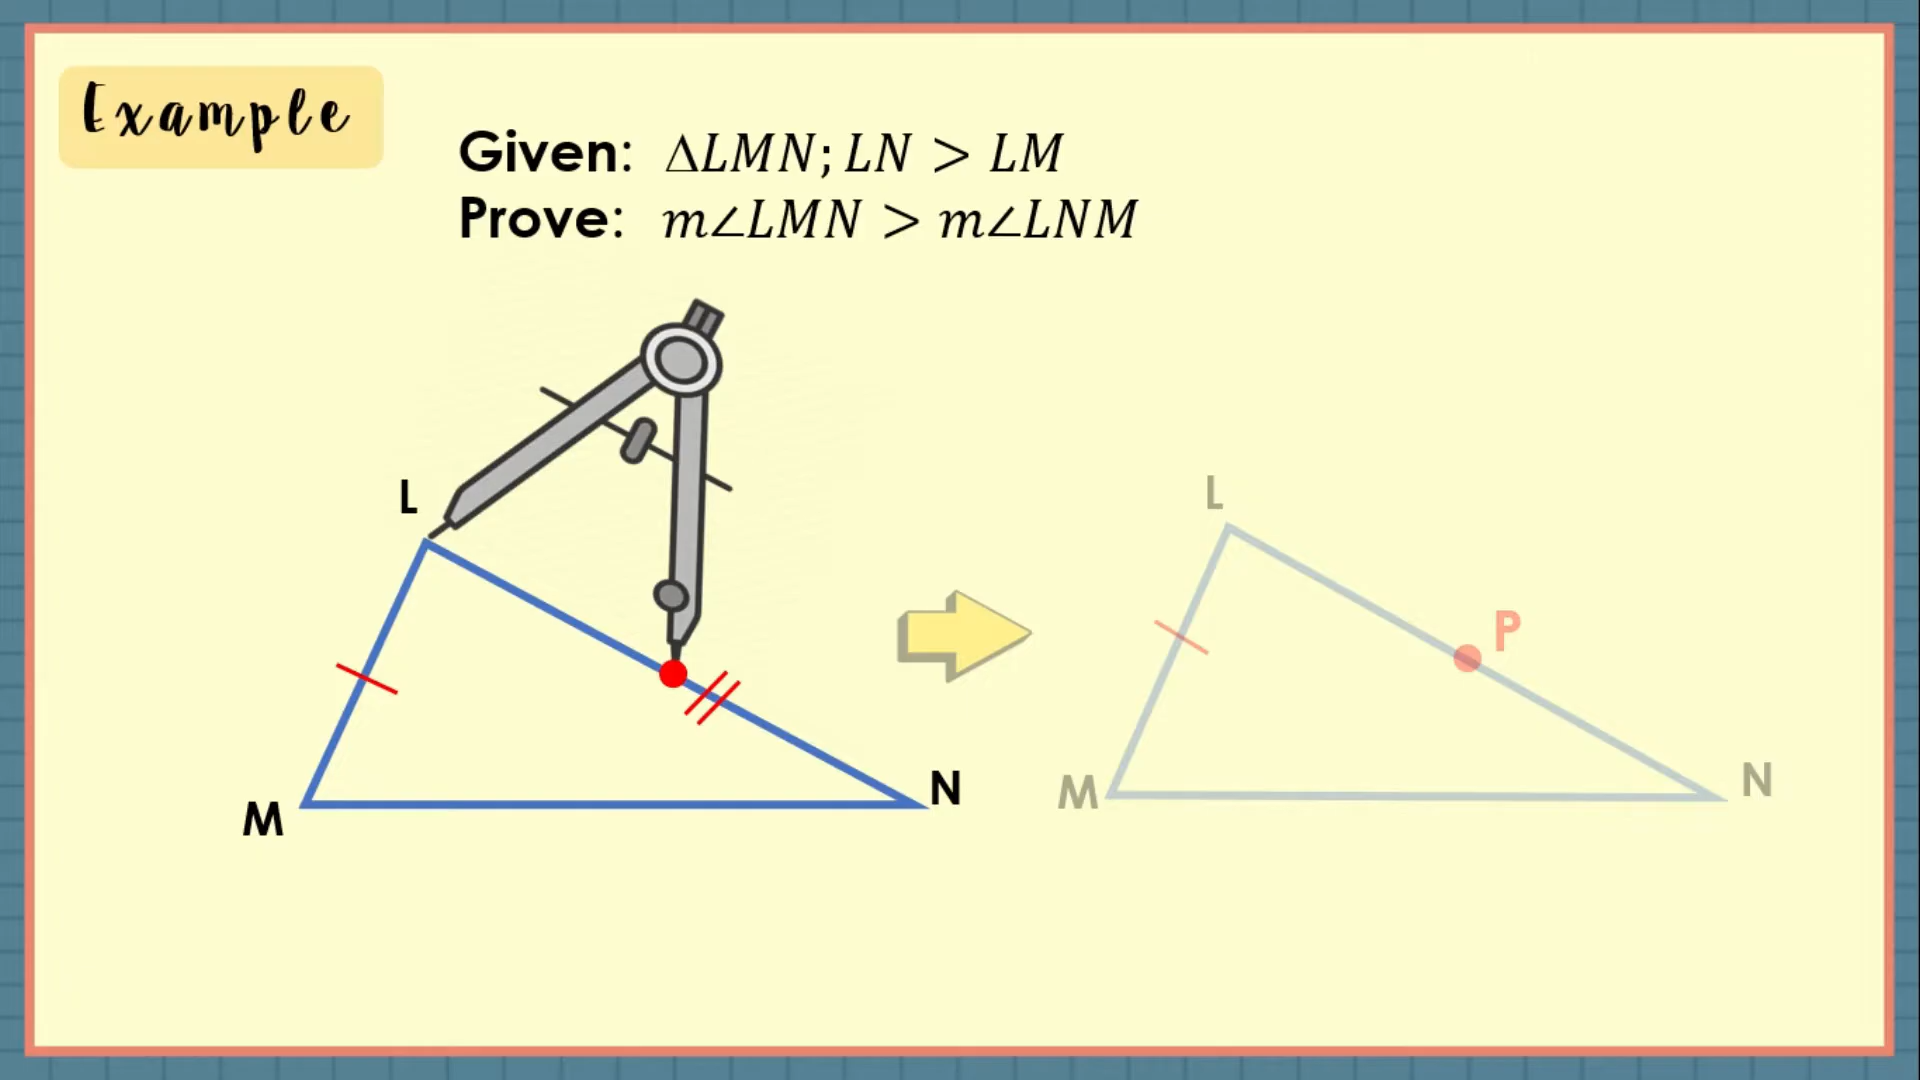 Example
Given: ΔLMN; LN > LM
Prove: m∠LMN > m∠LNM
L
M
N
L
P
M
N